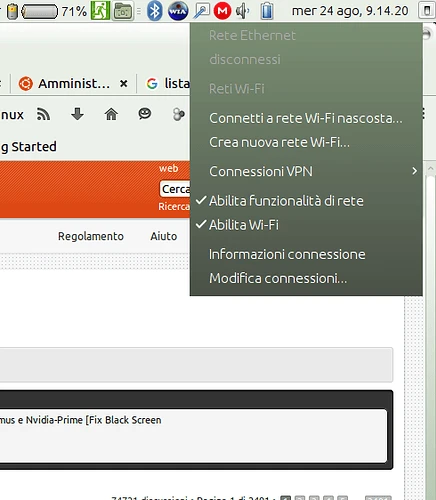 71%
WIA
M
mer 24 ago, 9.14.20
Rete Ethernet
disconnessi
Reti Wi-Fi
Connetti a rete Wi-Fi nascosta...
Crea nuova rete Wi-Fi...
Connessioni VPN
Abilita funzionalità di rete
Abilita Wi-Fi
Informazioni connessione
Modifica connessioni...
Amminist...
G lista
nux
g Started
web
Cerca
Ricerca
Regolamento Aiuto
mus e Nvidia-Prime [Fix Black Screen